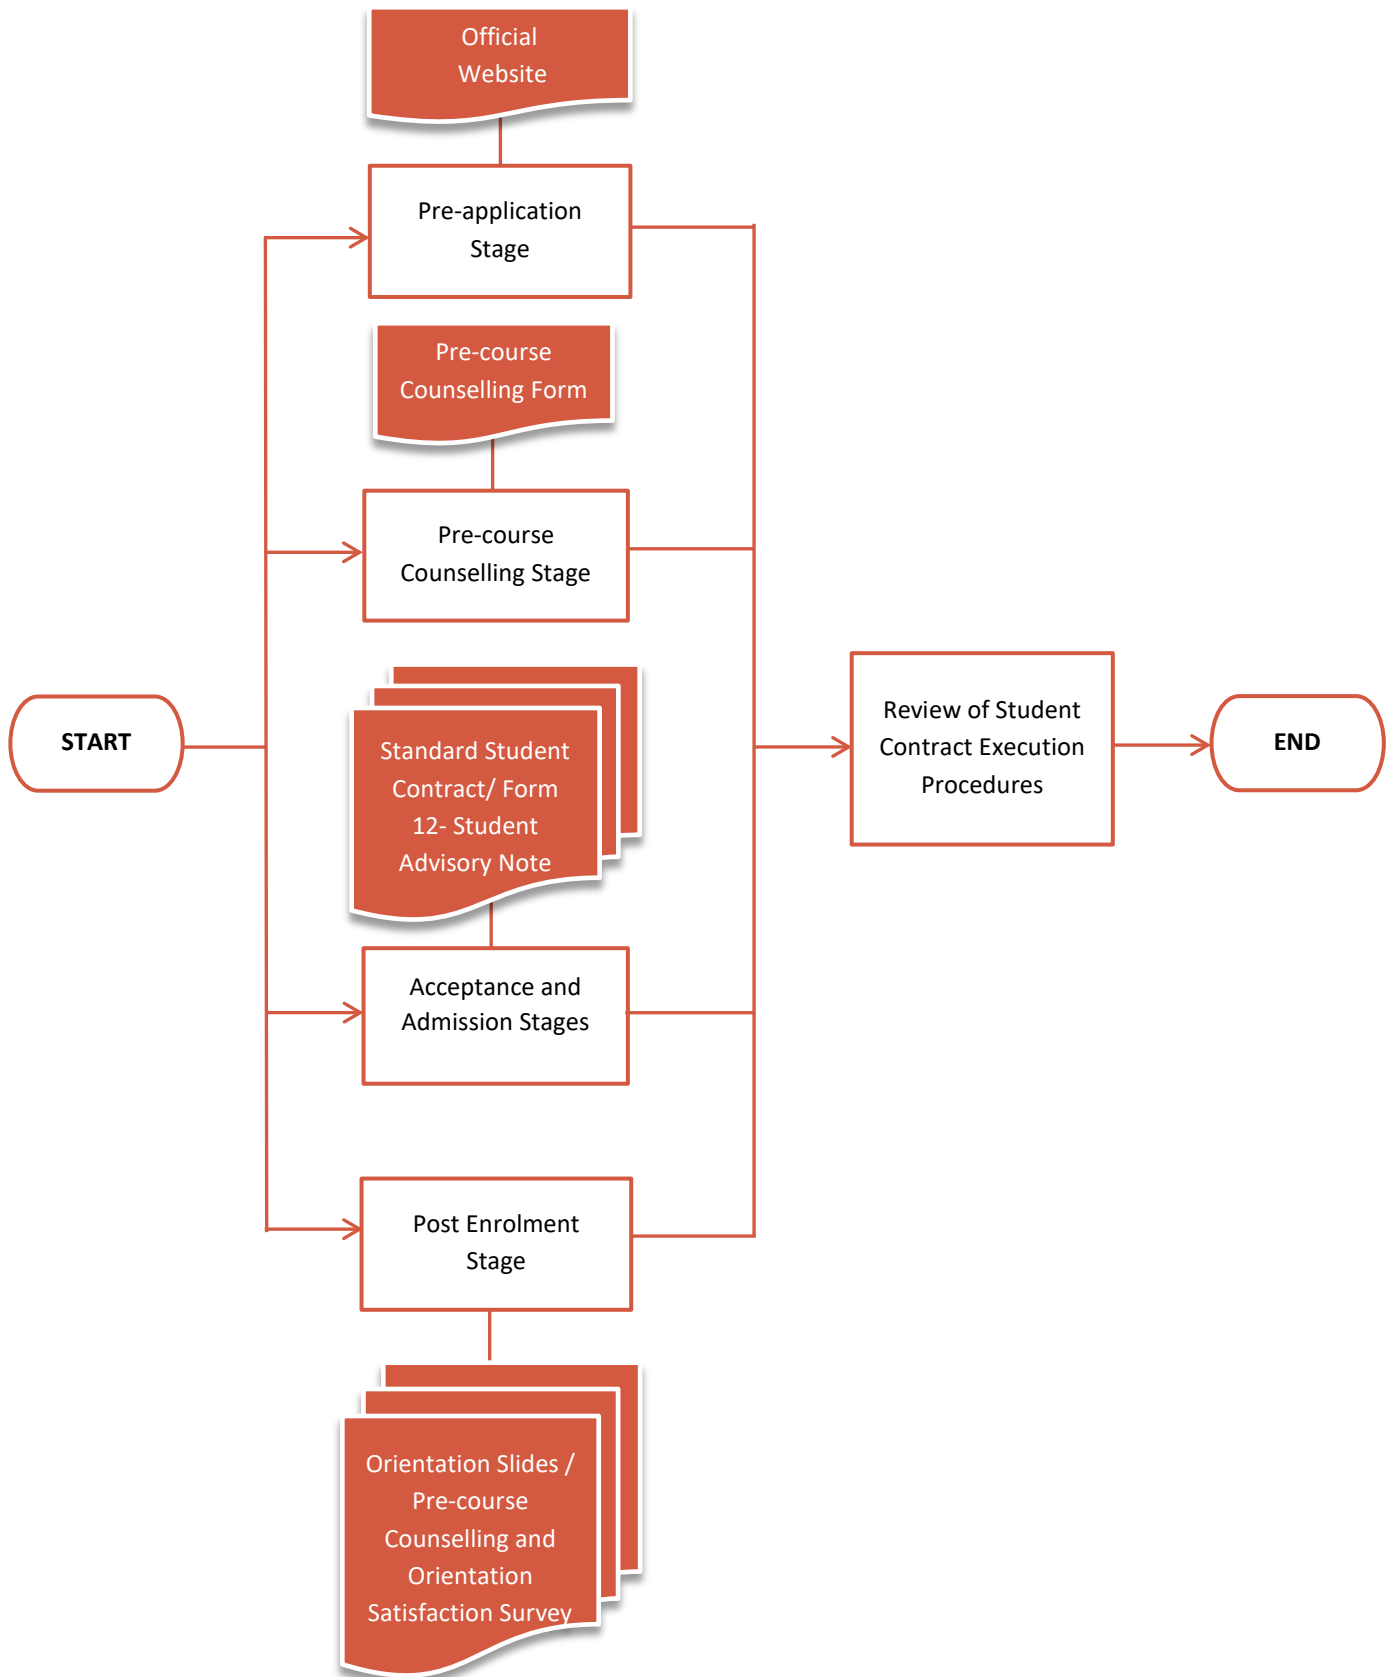 Official
Website
Pre-application
Stage
Pre-course
Counselling Form
Pre-course
Counselling Stage
START
Standard Student
Contract/ Form
12- Student
Advisory Note
Acceptance and
Admission Stages
Review of Student
Contract Execution
Procedures
END
Post Enrolment
Stage
Orientation Slides /
Pre-course
Counselling and
Orientation
Satisfaction Survey